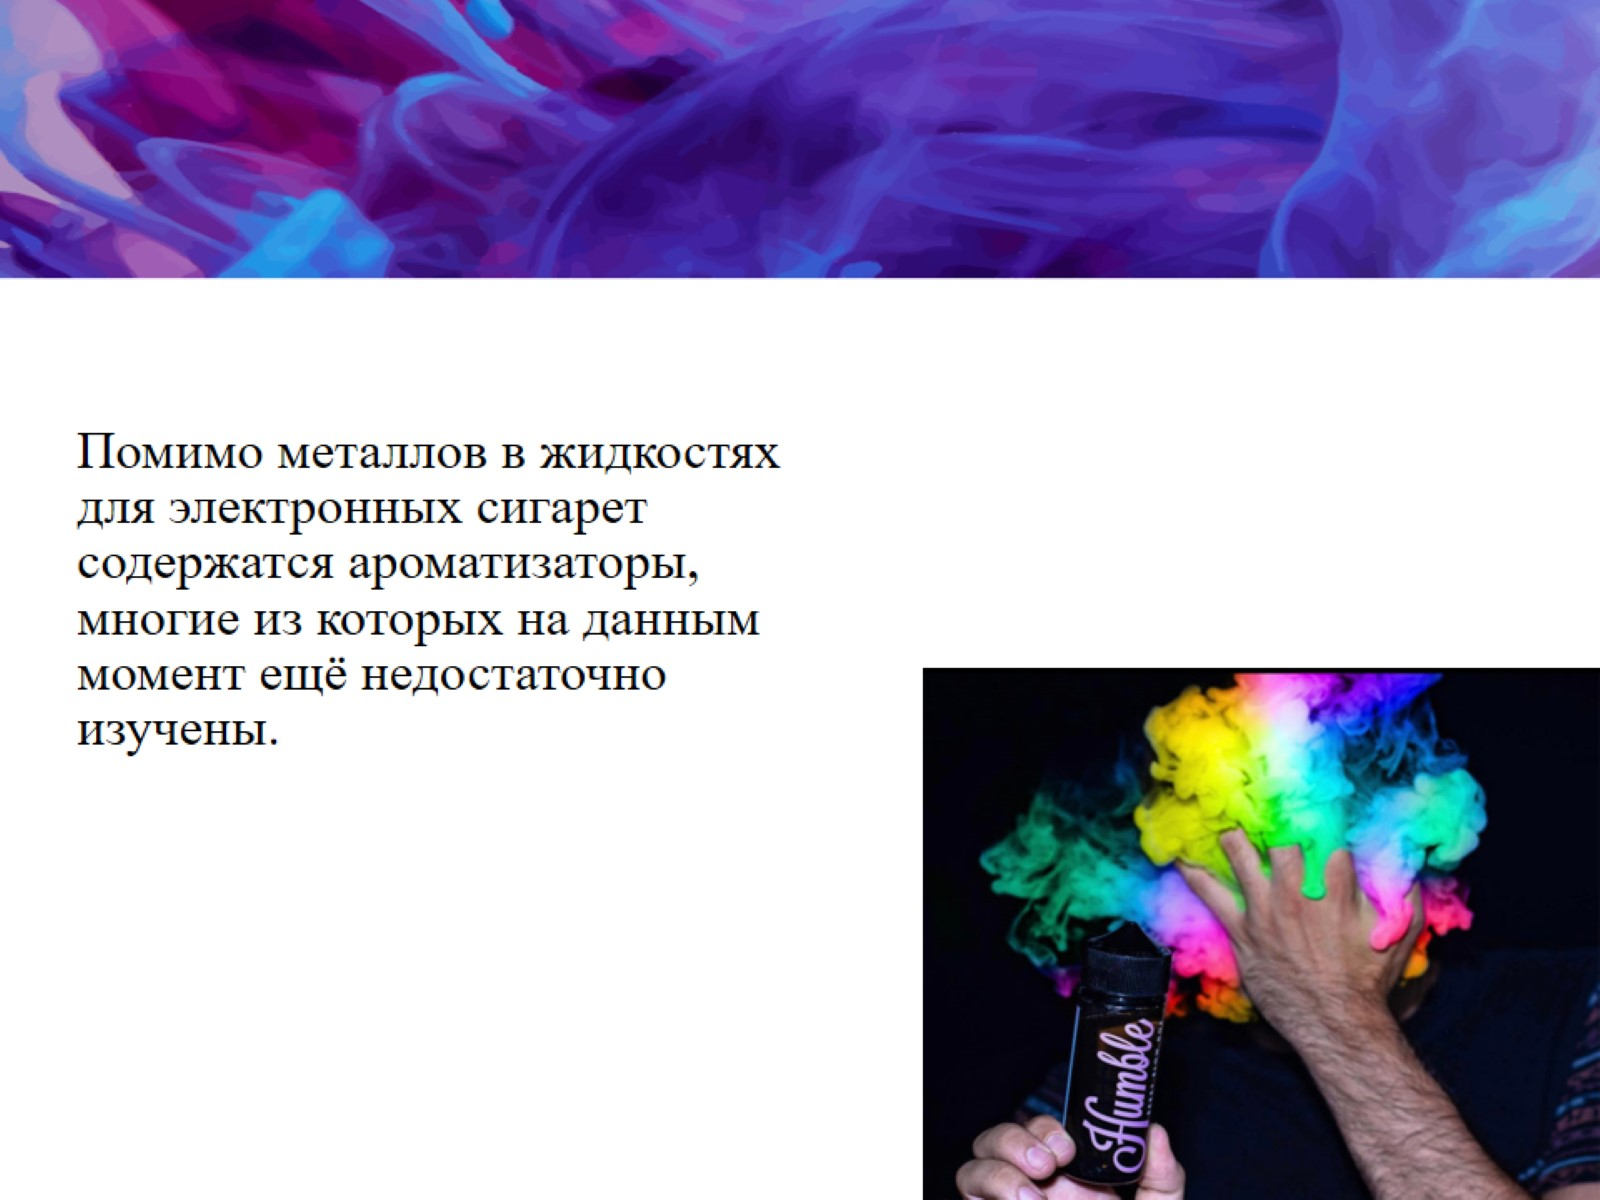 Помимо металлов в жидкостях
для электронных сигарет
содержатся ароматизаторы,
многие из которых на данным
момент ещё недостаточно
изучены.
Humble